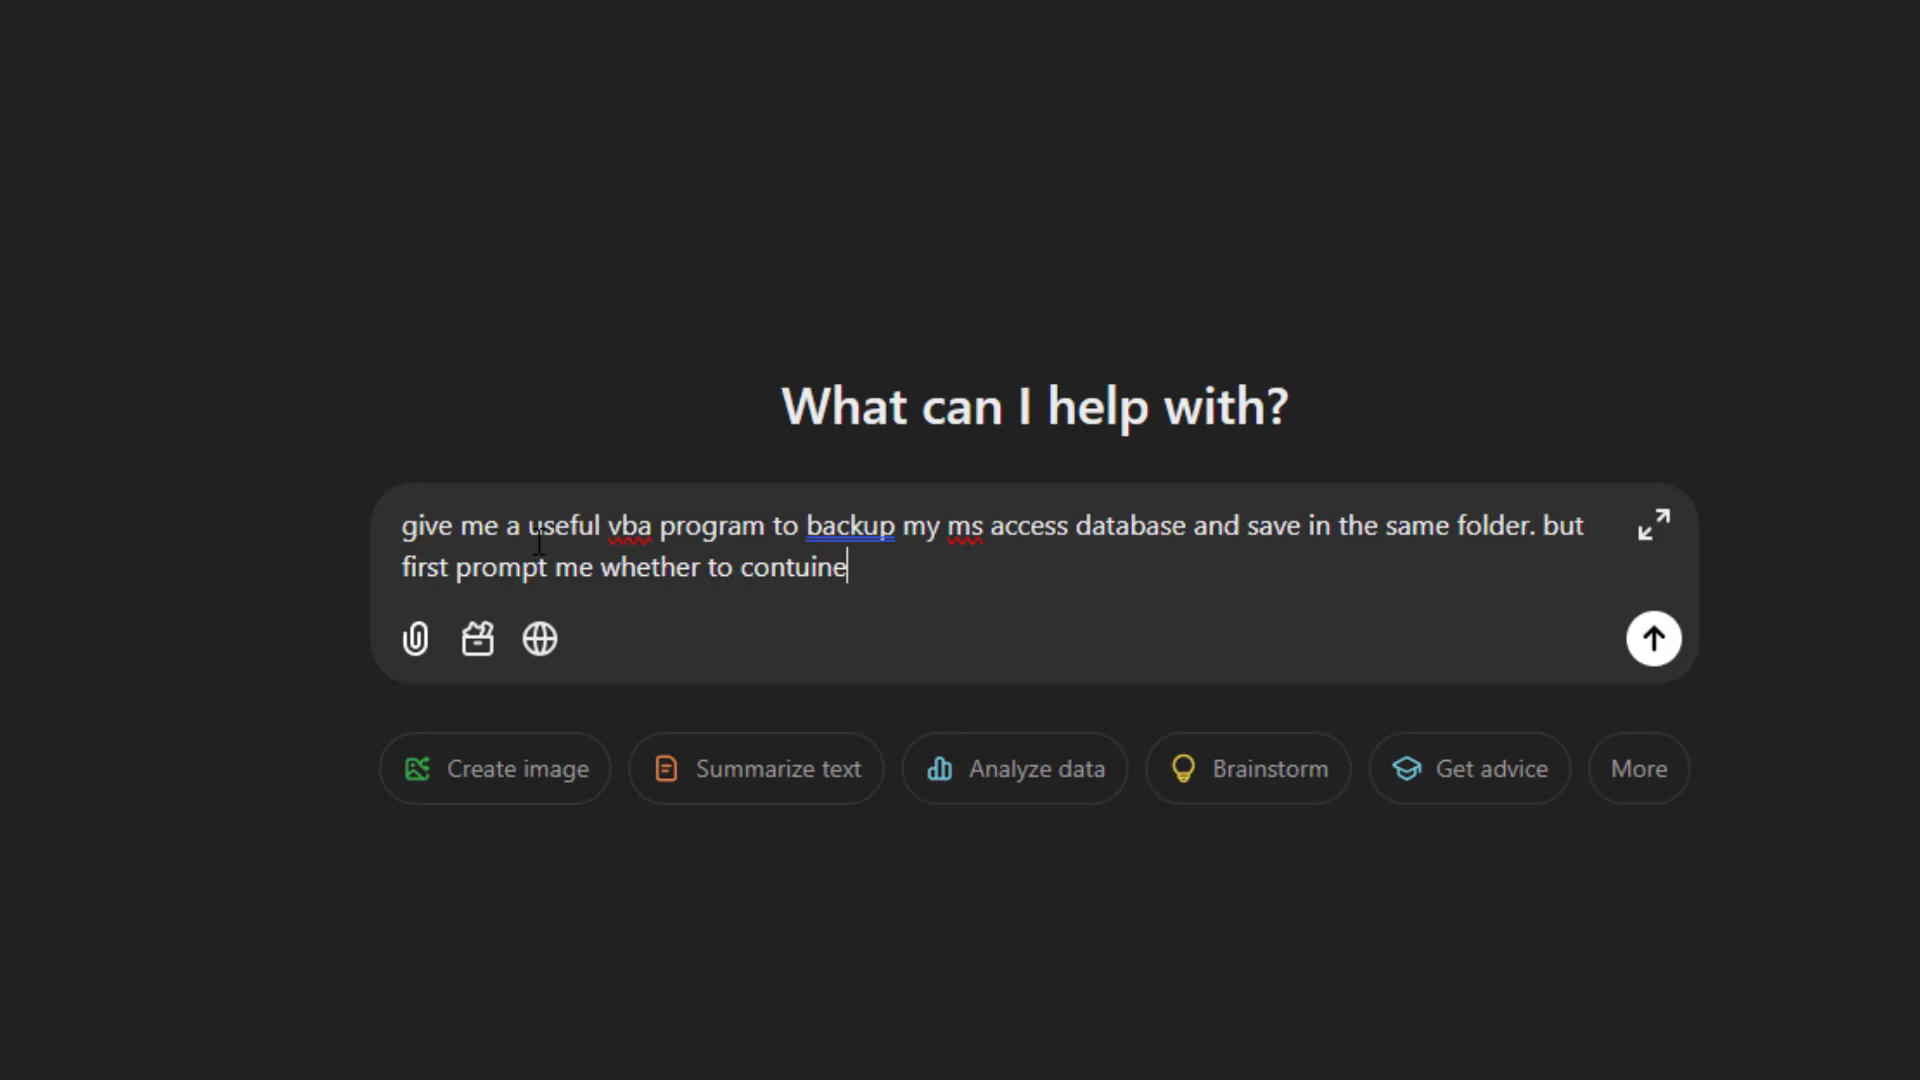 What can I help with?
give me a useful vba program to backup my ms access database and save in the same folder. but
first prompt me whether to contuine
Create image
Summarize text
Analyze data
Brainstorm
Get advice
More